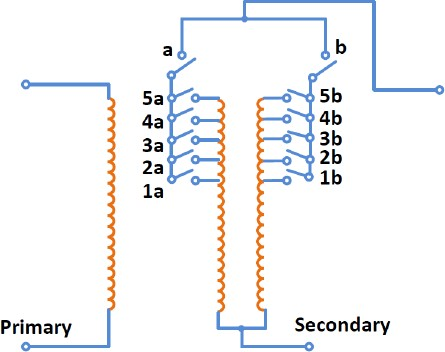 a b
5a 5b
4a 4b
3a 3b
2a 2b
1a 1b
Primary Secondary